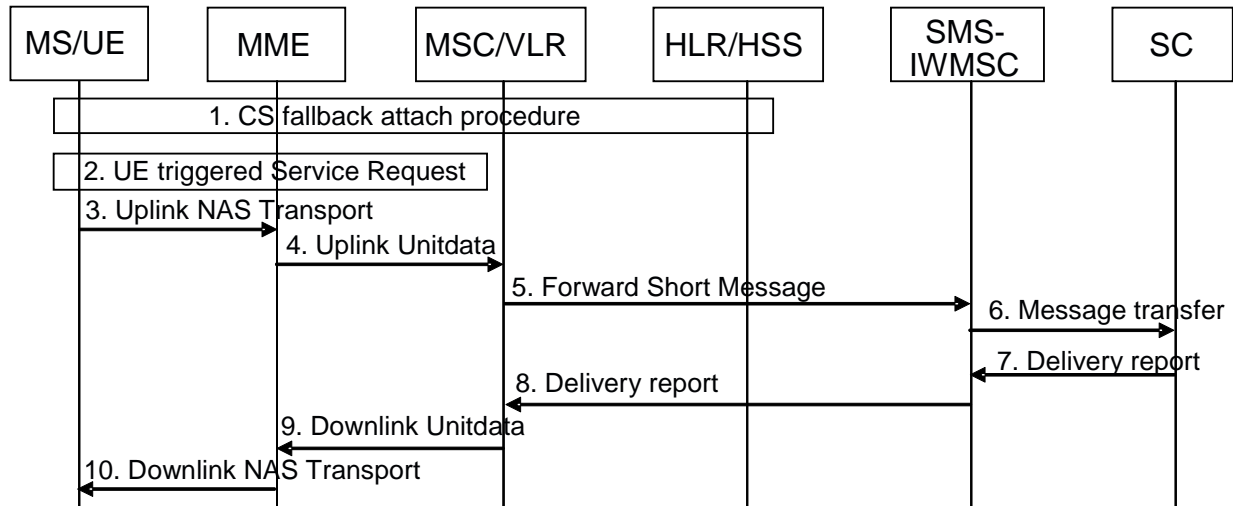 MS/UE
MME
MSC/VLR
HLR/HSS
SMS-
IWMSC
SC
1. CS fallback attach procedure
2. UE triggered Service Request
3. Uplink NAS Transport
4. Uplink Unitdata
5. Forward Short Message
6. Message transfer
7. Delivery report
8. Delivery report
9. Downlink Unitdata
10. Downlink NAS Transport